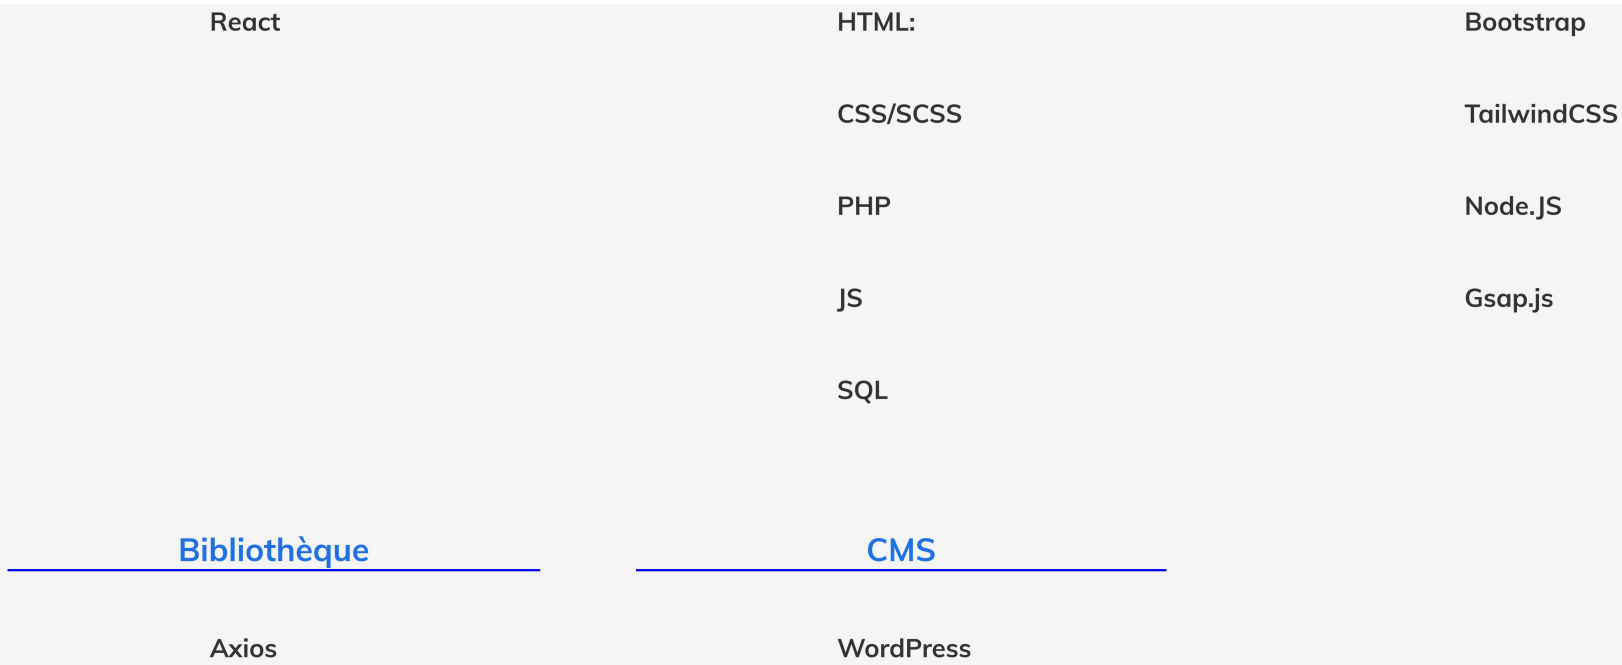 React
HTML:
CSS/SCSS
PHP
JS
SQL
Bootstrap
TailwindCSS
Node.JS
Gsap.js
Bibliothèque
Axios
CMS
WordPress